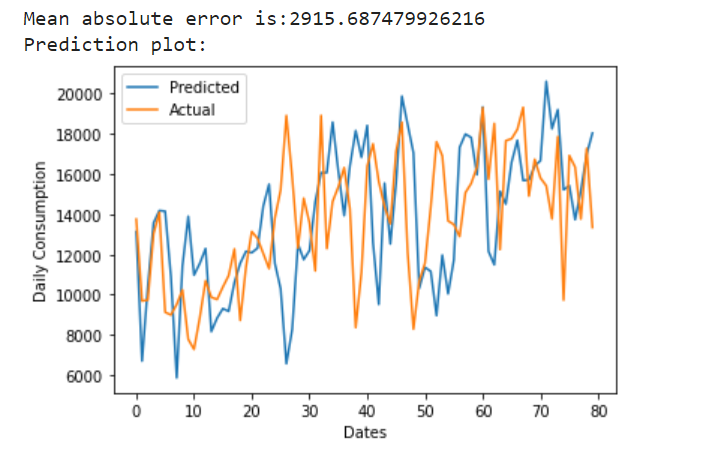 Mean absolute error is:2915.687479926216
Prediction plot:
Predicted
Actual
20000
18000
16000
14000
12000
10000
8000
6000
Daily Consumption
0 10 20 30 40 50 60 70 80
Dates